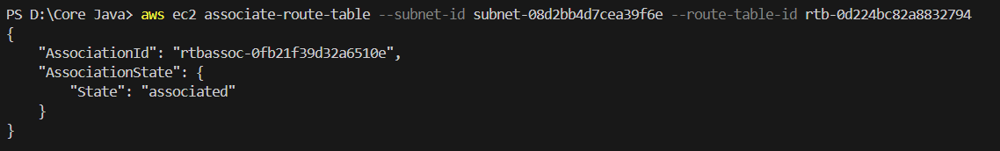 PS D:\Core Java> aws ec2 associate-route-table --subnet-id subnet-08d2bb4d7cea39f6e --route-table-id rtb-0d224bc82a8832794
{
    "AssociationId": "rtbassoc-0fb21f39d32a6510e",
    "AssociationState": {
        "State": "associated"
    }
}